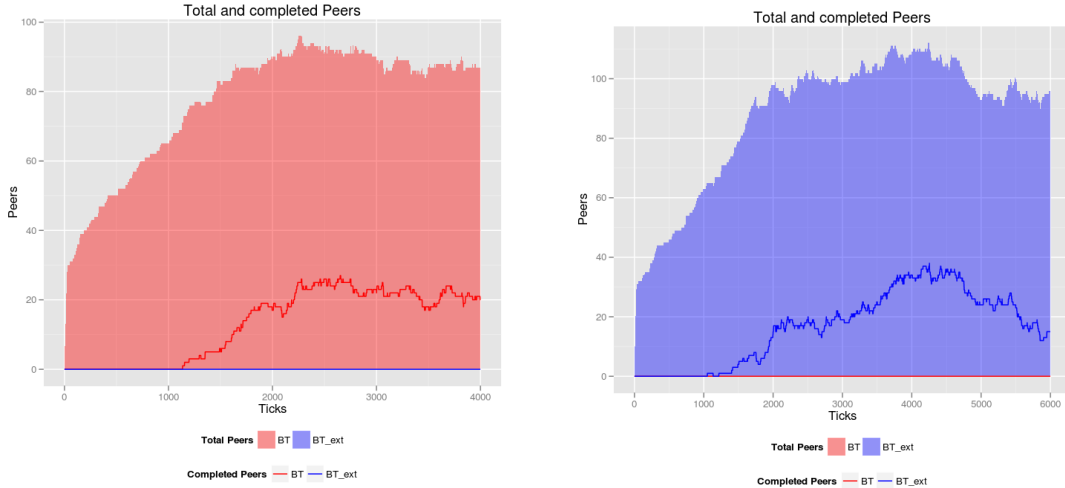 Total and completed Peers
100
80
60
40
20
0
Peers
0 1000 2000 3000 4000
Ticks
Total Peers BT BT_ext
Completed Peers BT BT_ext
Total and completed Peers
100
80
60
40
20
0
Peers
0 1000 2000 3000 4000 5000 6000
Ticks
Total Peers BT BT_ext
Completed Peers BT BT_ext